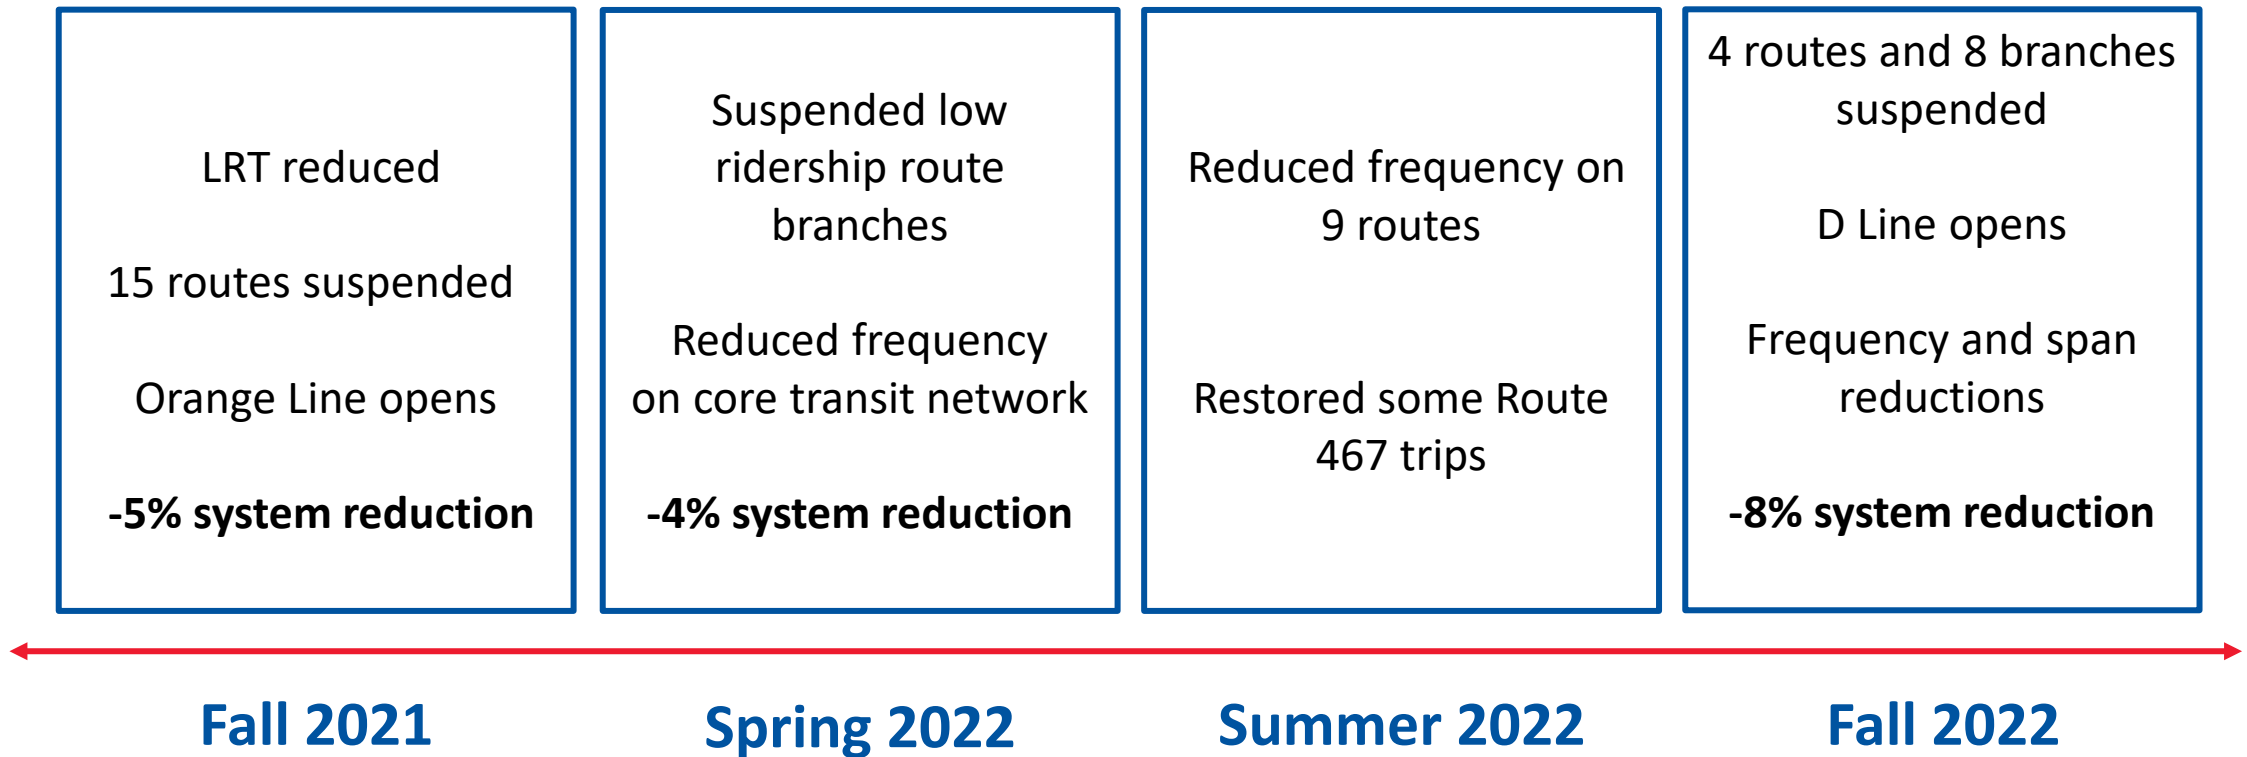 LRT reduced
15 routes suspended
Orange Line opens
-5% system reduction
Suspended low
ridership route
branches
Reduced frequency
on core transit network
-4% system reduction
Reduced frequency on
9 routes
Restored some Route
467 trips
4 routes and 8 branches
suspended
D Line opens
Frequency and span
reductions
-8% system reduction
Fall 2021
Spring 2022
Summer 2022
Fall 2022